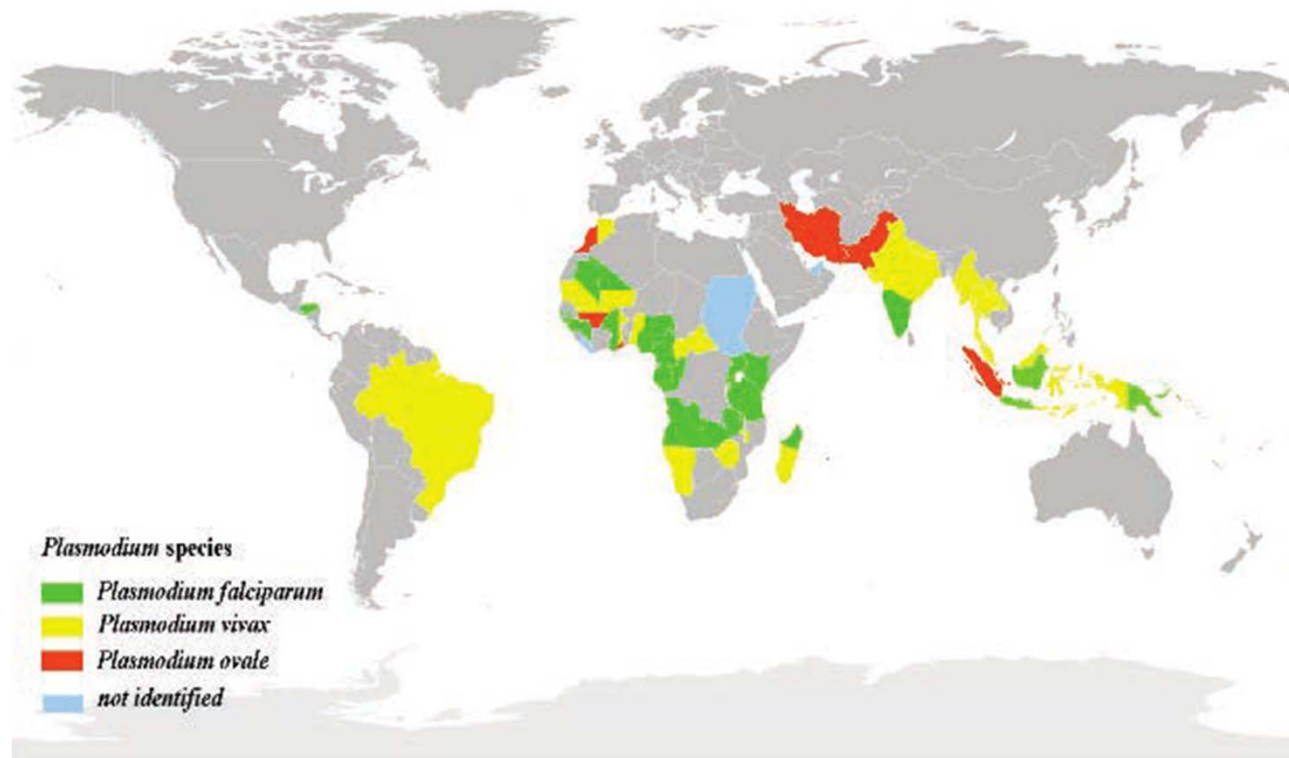 Plasmodium species
Plasmodium falciparum
Plasmodium vivax
Plasmodium ovale
not identified